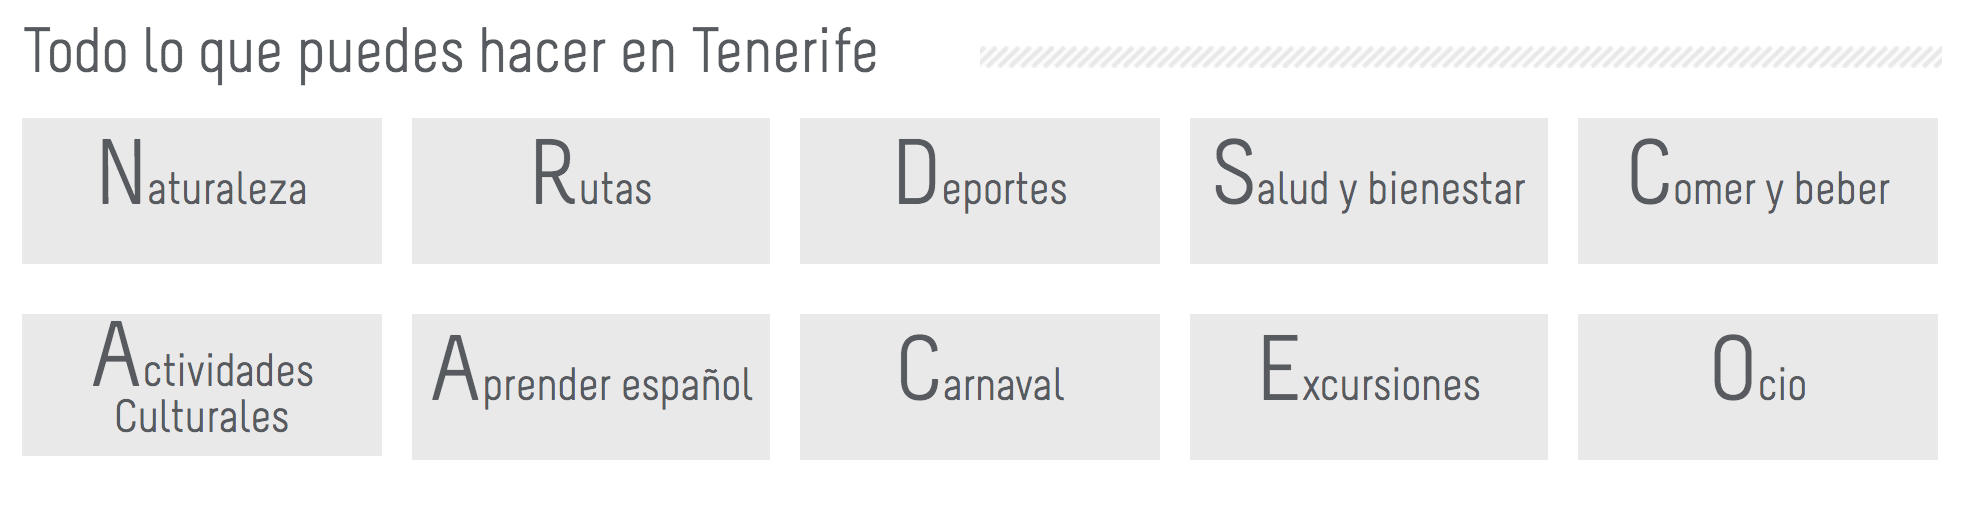 Todo lo que puedes hacer en Tenerife
Naturaleza
Rutas
Deportes
Salud y bienestar
Comer y beber
Actividades
Culturales
Aprender español
Carnaval
Excursiones
Ocio